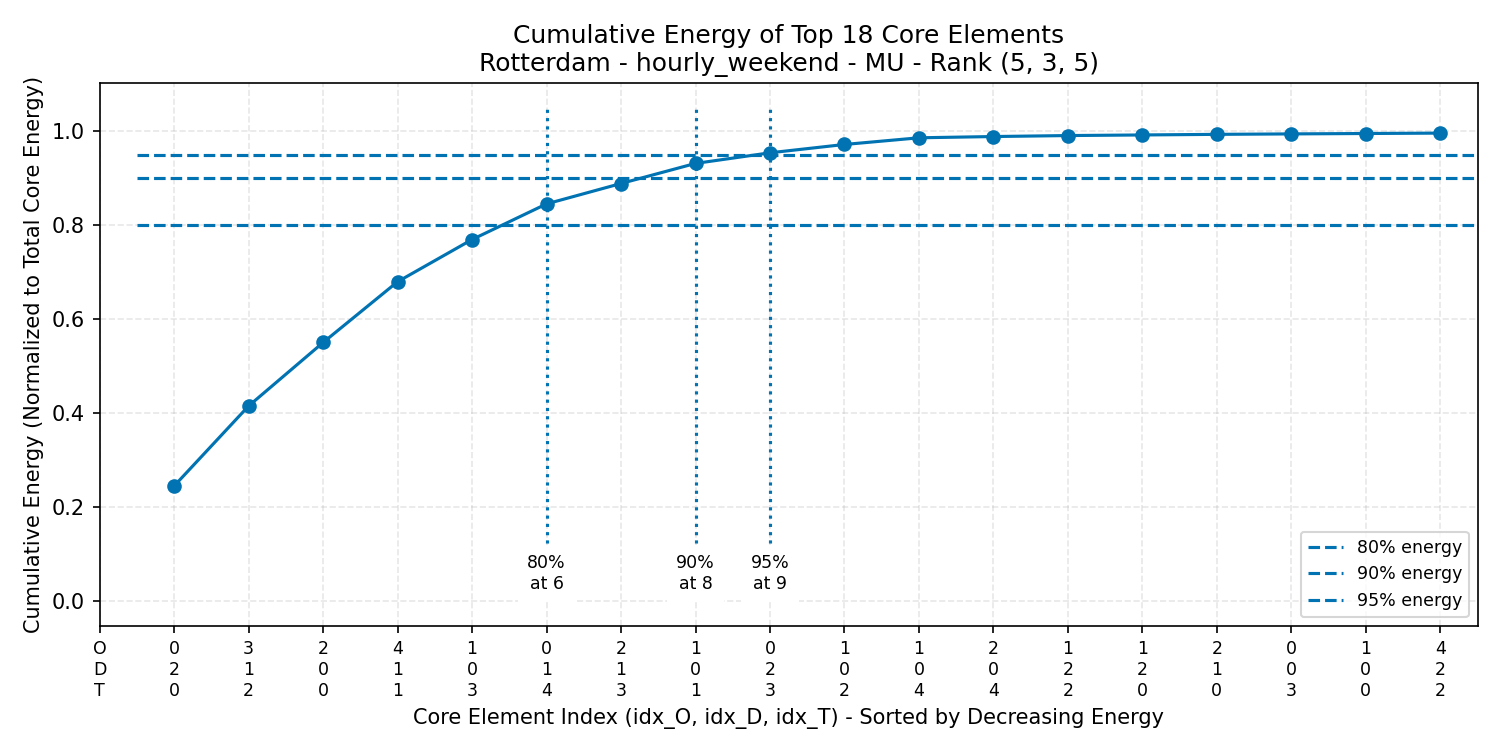 Cumulative Energy of Top 18 Core Elements
Rotterdam - hourly_weekend - MU - Rank (5, 3, 5)
Cumulative Energy (Normalized to Total Core Energy)
1.0
0.8
0.6
0.4
0.2
0.0
80%
at 6
90%
at 8
95%
at 9
80% energy
90% energy
95% energy
O 0 3 2 4 1 0 2 1 0 1 1 2 1 1 2 0 1 4
D 2 1 0 1 0 1 1 0 2 0 0 0 2 2 1 0 0 2
T 0 2 0 1 3 4 3 1 3 2 4 4 2 0 0 3 0 2
Core Element Index (idx_O, idx_D, idx_T) - Sorted by Decreasing Energy